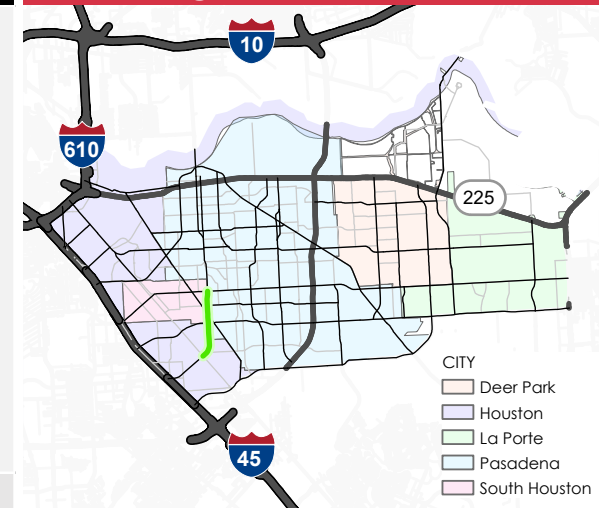 10
610
225
CITY
Deer Park
Houston
La Porte
Pasadena
South Houston
45